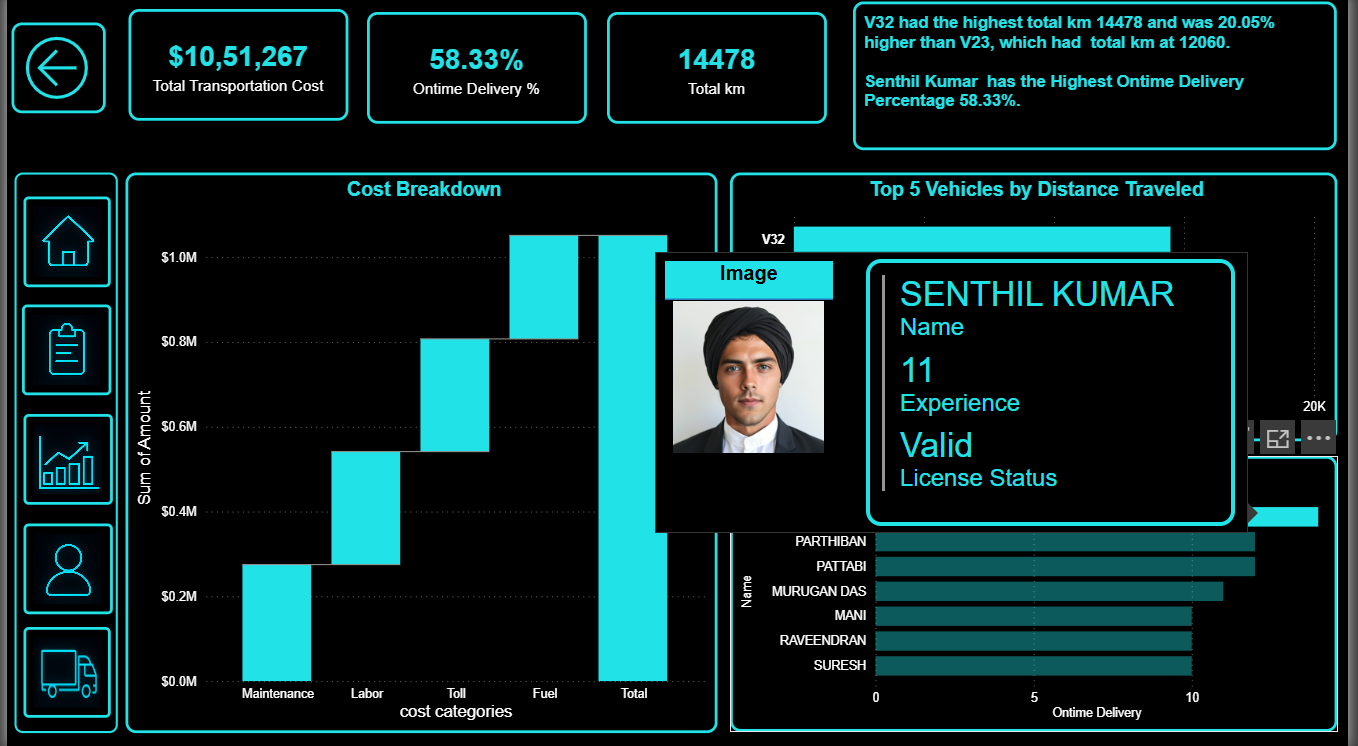 $10,51,267
Total Transportation Cost
58.33%
Ontime Delivery %
14478
Total km
V32 had the highest total km 14478 and was 20.05%
higher than V23, which had  total km at 12060.
Senthil Kumar  has the Highest Ontime Delivery
Percentage 58.33%.
Cost Breakdown
Sum of Amount
$1.0M
$0.8M
$0.6M
$0.4M
$0.2M
$0.0M
Maintenance
Labor
Toll
Fuel
Total
cost categories
Top 5 Vehicles by Distance Traveled
V32
20K
Image
SENTHIL KUMAR
Name
11
Experience
Valid
License Status
Name
PARTHIBAN
PATTABI
MURUGAN DAS
MANI
RAVEENDRAN
SURESH
0
5
10
Ontime Delivery